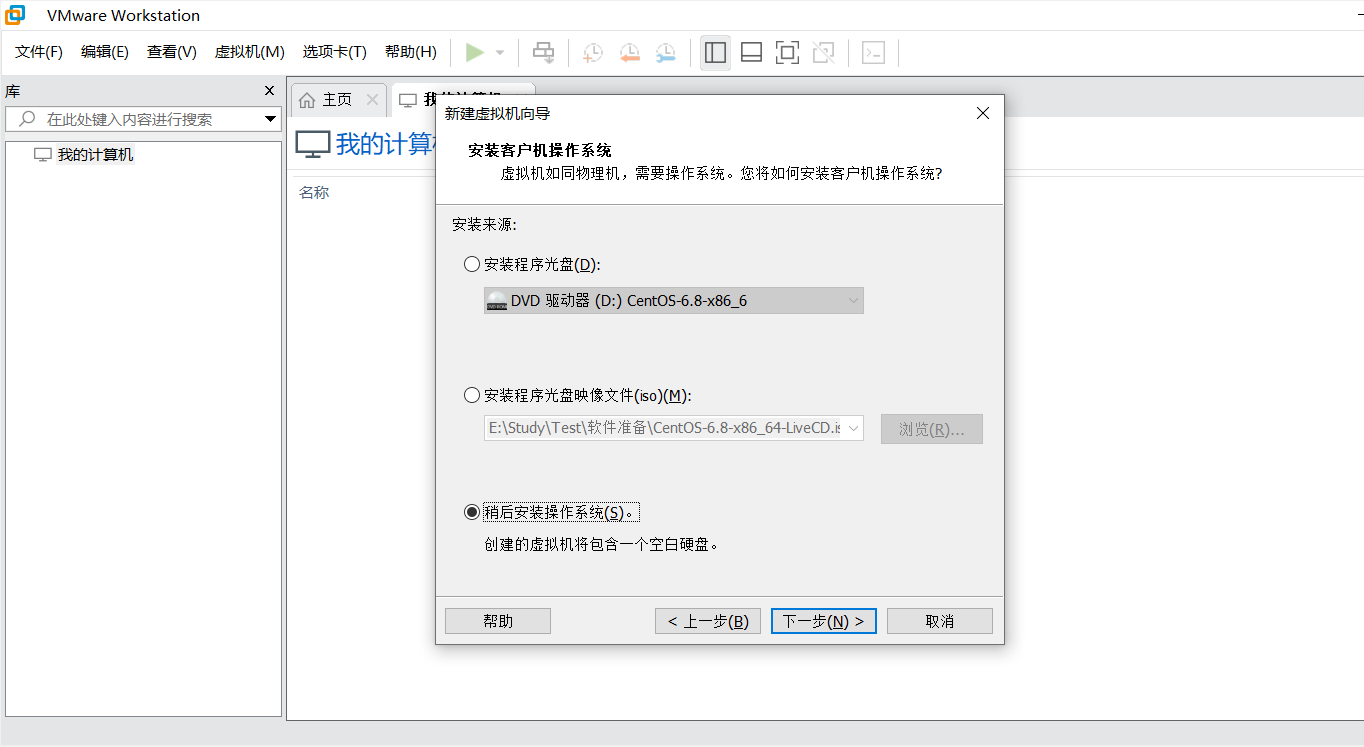 VMware Workstation
文件(F) 编辑(E) 查看(V) 虚拟机(M) 选项卡(T) 帮助(H)
库
在此处键入内容进行搜索
我的计算机
主页
我的计算机
我的计算
名称
新建虚拟机向导
安装客户机操作系统
虚拟机如同物理机，需要操作系统。您将如何安装客户机操作系统?
安装来源:
安装程序光盘(D):
DVD 驱动器 (D:) CentOS-6.8-x86_6
安装程序光盘映像文件(iso)(M):
E:\Study\Test\软件准备\CentOS-6.8-x86_64-LiveCD.is
浏览(R)...
稍后安装操作系统(S)。
创建的虚拟机将包含一个空白硬盘。
帮助
< 上一步(B)
下一步(N) >
取消